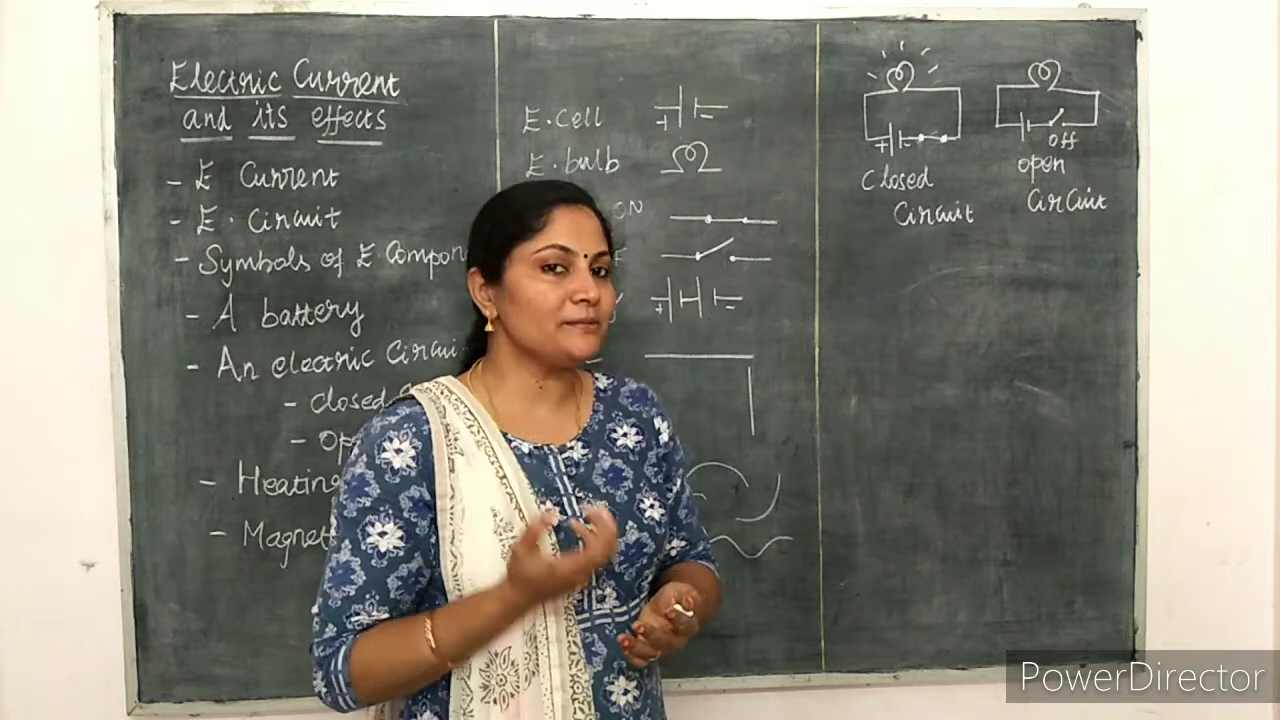 Electric Current
and its effects
- E Current
- E. Circuit
- Symbols of E Compon
- A battery
- An electric Circui
- closed
- Op
- Heating
- Magnet
E. Cell
+ -
E. bulb
ON
F
+ -
+
closed
Circuit
off
open
Circuit
PowerDirector